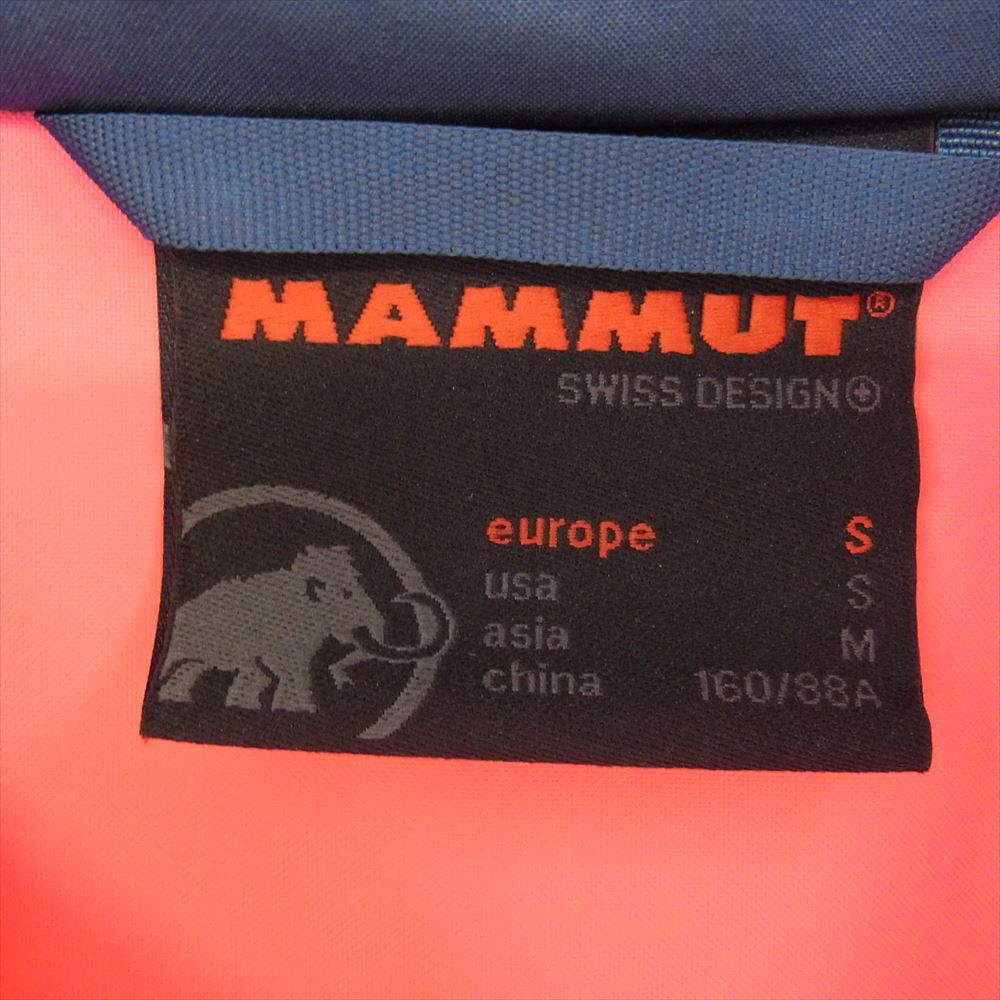 MAMMUT®
SWISS DESIGN
europe S
usa S
asia M
china 160/88A